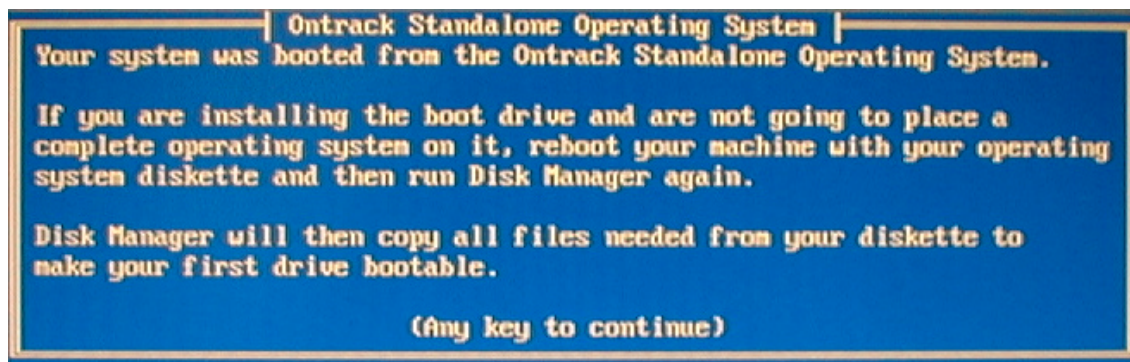 Ontrack Standalone Operating System
Your system was booted from the Ontrack Standalone Operating System.
If you are installing the boot drive and are not going to place a
complete operating system on it, reboot your machine with your operating
system diskette and then run Disk Manager again.
Disk Manager will then copy all files needed from your diskette to
make your first drive bootable.
(Any key to continue)